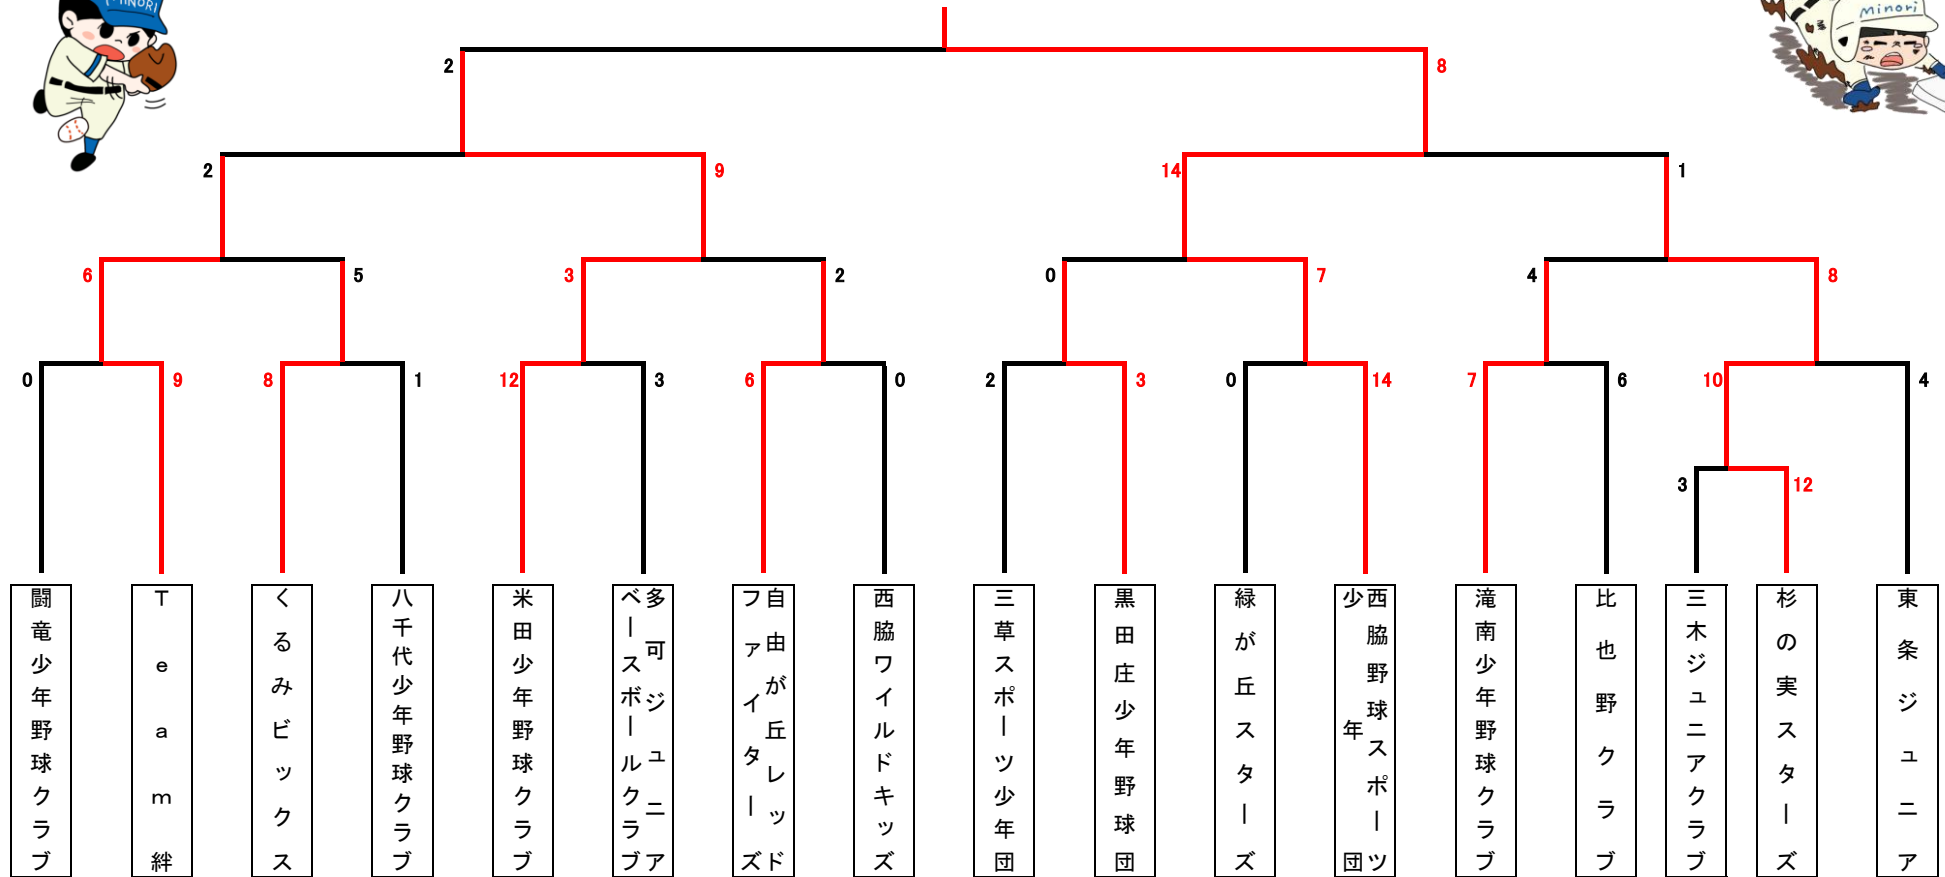 MINORI
Minori
2
8
2
9
14
1
6
5
3
2
0
7
4
8
0
9
8
1
12
3
6
0
2
3
0
14
7
6
10
4
3
12
闘竜少年野球クラブ
Team絆
くるみビックス
八千代少年野球クラブ
米田少年野球クラブ
多可ジュニア
ベースボールクラブ
自由が丘レッド
ファイターズ
西脇ワイルドキッズ
三草スポーツ少年団
黒田庄少年野球団
緑が丘スターズ
西脇野球スポーツ
少年団
滝南少年野球クラブ
比也野クラブ
三木ジュニアクラブ
杉の実スターズ
東条ジュニア